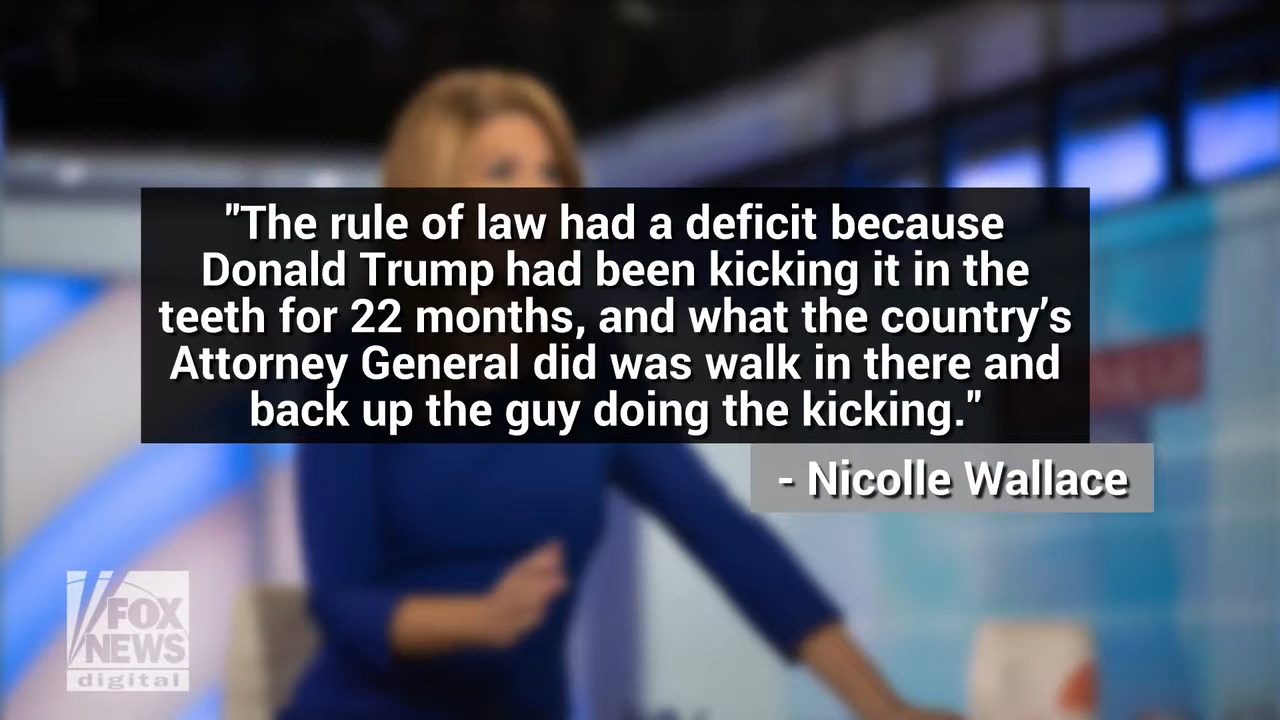 "The rule of law had a deficit because
Donald Trump had been kicking it in the
teeth for 22 months, and what the country’s
Attorney General did was walk in there and
back up the guy doing the kicking."
- Nicolle Wallace
FOX
NEWS
digital